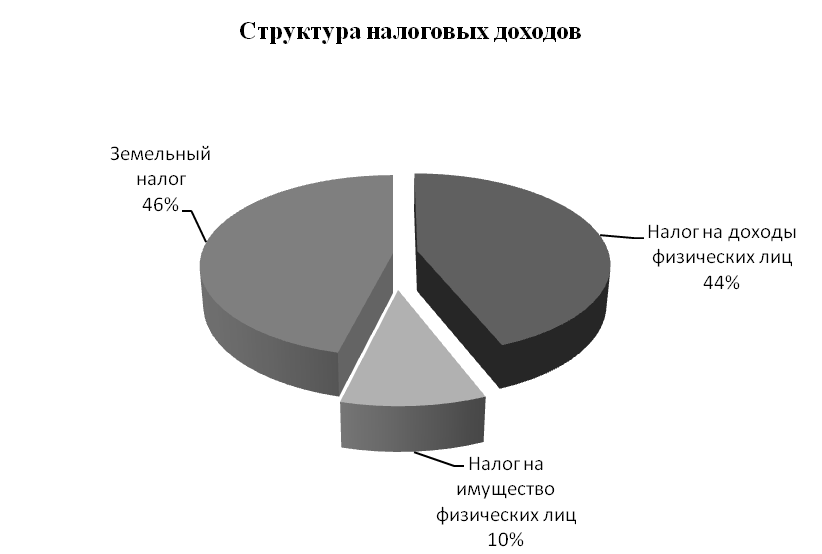 Структура налоговых доходов
Земельный
налог
46%
Налог на доходы
физических лиц
44%
Налог на
имущество
физических лиц
10%